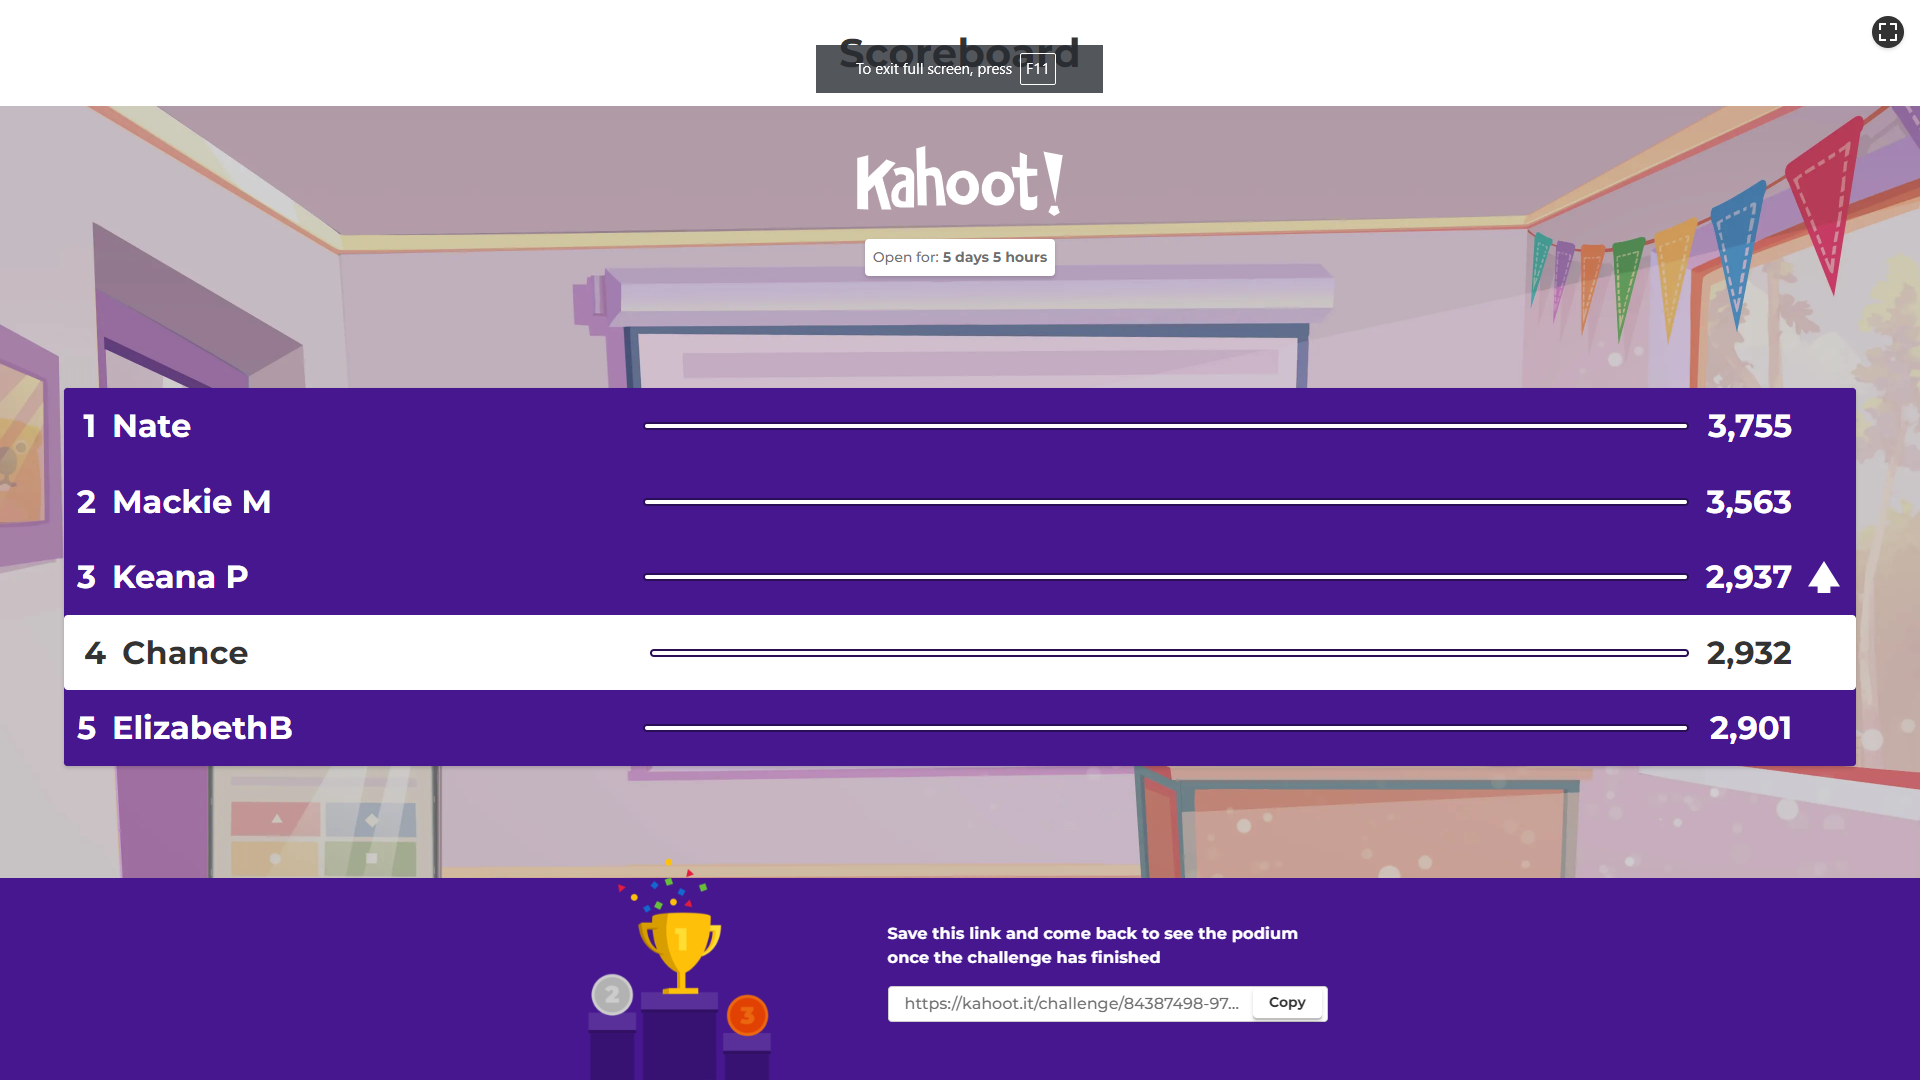 Scoreboard
To exit full screen, press F11
Kahoot!
Open for: 5 days 5 hours
1 Nate 3,755
2 Mackie M 3,563
3 Keana P 2,937
4 Chance 2,932
5 ElizabethB 2,901
1
2
3
Save this link and come back to see the podium
once the challenge has finished
https://kahoot.it/challenge/84387498-97... Copy